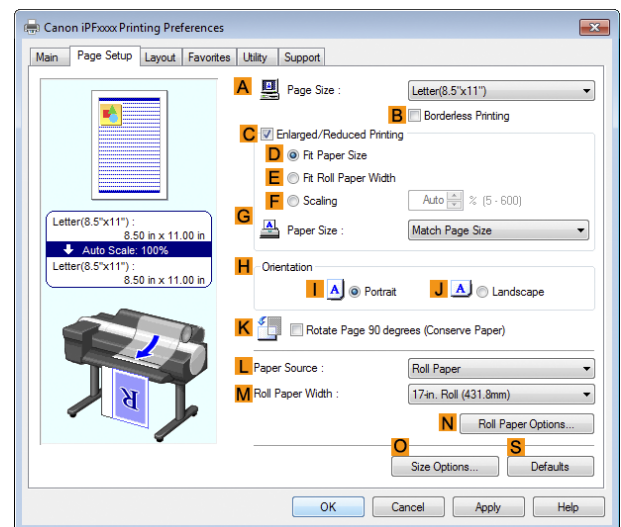 Canon iPFxxxx Printing Preferences
Main Page Setup Layout Favorites Utility Support
A Page Size : Letter(8.5"x11")
B Borderless Printing
C Enlarged/Reduced Printing
D Fit Paper Size
E Fit Roll Paper Width
F Scaling Auto % (5 - 600)
G Paper Size : Match Page Size
Letter(8.5"x11") :
8.50 in x 11.00 in
Auto Scale: 100%
Letter(8.5"x11") :
8.50 in x 11.00 in
H Orientation
I A Portrait J A Landscape
K Rotate Page 90 degrees (Conserve Paper)
L Paper Source : Roll Paper
M Roll Paper Width : 17-in. Roll (431.8mm)
R
N Roll Paper Options...
O S
Size Options... Defaults
OK Cancel Apply Help